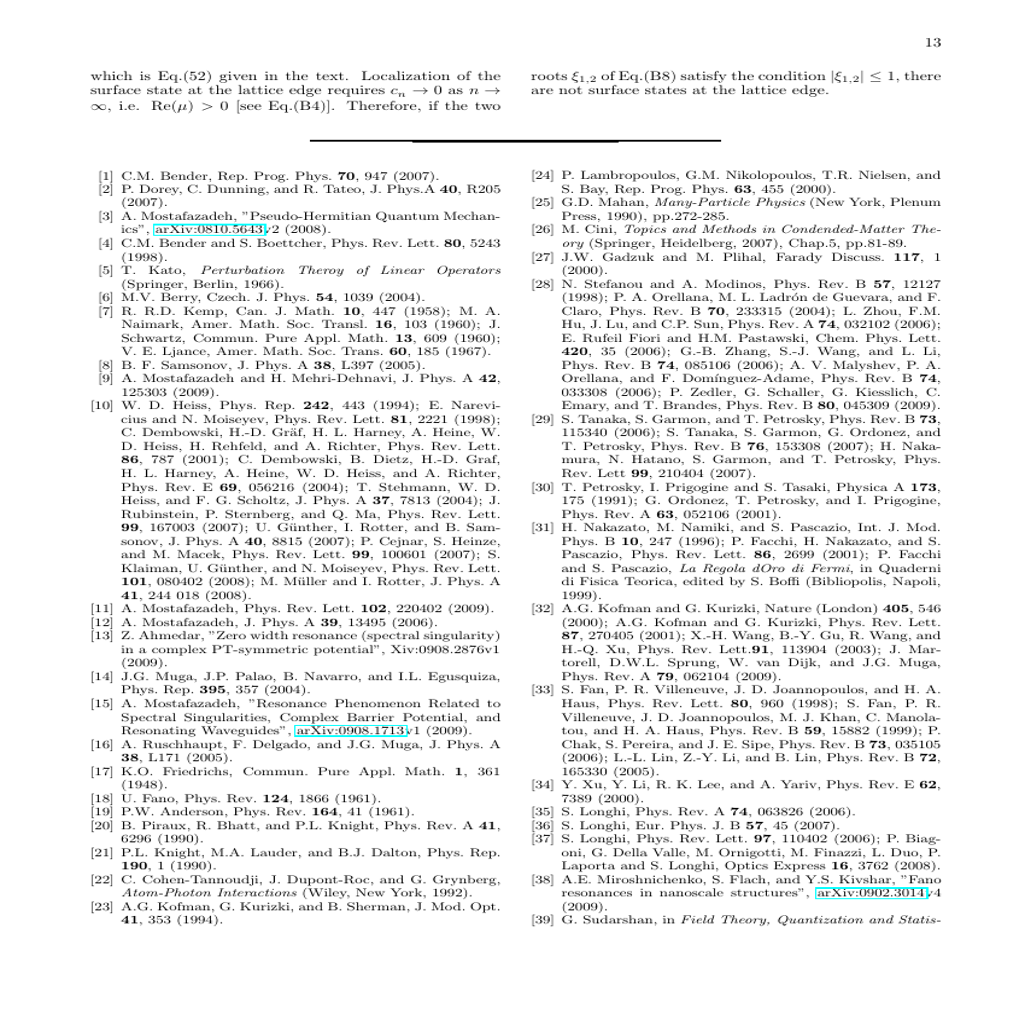 13
which is Eq.(52) given in the text. Localization of the
surface state at the lattice edge requires cₙ → 0 as n →
∞, i.e. Re(μ) > 0 [see Eq.(B4)]. Therefore, if the two
roots ξ₁,₂ of Eq.(B8) satisfy the condition |ξ₁,₂| ≤ 1, there
are not surface states at the lattice edge.
[1] C.M. Bender, Rep. Prog. Phys. 70, 947 (2007).
[2] P. Dorey, C. Dunning, and R. Tateo, J. Phys.A 40, R205
(2007).
[3] A. Mostafazadeh, ”Pseudo-Hermitian Quantum Mechan-
ics”, arXiv:0810.5643v2 (2008).
[4] C.M. Bender and S. Boettcher, Phys. Rev. Lett. 80, 5243
(1998).
[5] T. Kato, Perturbation Theroy of Linear Operators
(Springer, Berlin, 1966).
[6] M.V. Berry, Czech. J. Phys. 54, 1039 (2004).
[7] R. R.D. Kemp, Can. J. Math. 10, 447 (1958); M. A.
Naimark, Amer. Math. Soc. Transl. 16, 103 (1960); J.
Schwartz, Commun. Pure Appl. Math. 13, 609 (1960);
V. E. Ljance, Amer. Math. Soc. Trans. 60, 185 (1967).
[8] B. F. Samsonov, J. Phys. A 38, L397 (2005).
[9] A. Mostafazadeh and H. Mehri-Dehnavi, J. Phys. A 42,
125303 (2009).
[10] W. D. Heiss, Phys. Rep. 242, 443 (1994); E. Narevi-
cius and N. Moiseyev, Phys. Rev. Lett. 81, 2221 (1998);
C. Dembowski, H.-D. Gräf, H. L. Harney, A. Heine, W.
D. Heiss, H. Rehfeld, and A. Richter, Phys. Rev. Lett.
86, 787 (2001); C. Dembowski, B. Dietz, H.-D. Graf,
H. L. Harney, A. Heine, W. D. Heiss, and A. Richter,
Phys. Rev. E 69, 056216 (2004); T. Stehmann, W. D.
Heiss, and F. G. Scholtz, J. Phys. A 37, 7813 (2004); J.
Rubinstein, P. Sternberg, and Q. Ma, Phys. Rev. Lett.
99, 167003 (2007); U. Günther, I. Rotter, and B. Sam-
sonov, J. Phys. A 40, 8815 (2007); P. Cejnar, S. Heinze,
and M. Macek, Phys. Rev. Lett. 99, 100601 (2007); S.
Klaiman, U. Günther, and N. Moiseyev, Phys. Rev. Lett.
101, 080402 (2008); M. Müller and I. Rotter, J. Phys. A
41, 244 018 (2008).
[11] A. Mostafazadeh, Phys. Rev. Lett. 102, 220402 (2009).
[12] A. Mostafazadeh, J. Phys. A 39, 13495 (2006).
[13] Z. Ahmedar, ”Zero width resonance (spectral singularity)
in a complex PT-symmetric potential”, Xiv:0908.2876v1
(2009).
[14] J.G. Muga, J.P. Palao, B. Navarro, and I.L. Egusquiza,
Phys. Rep. 395, 357 (2004).
[15] A. Mostafazadeh, ”Resonance Phenomenon Related to
Spectral Singularities, Complex Barrier Potential, and
Resonating Waveguides”, arXiv:0908.1713v1 (2009).
[16] A. Ruschhaupt, F. Delgado, and J.G. Muga, J. Phys. A
38, L171 (2005).
[17] K.O. Friedrichs, Commun. Pure Appl. Math. 1, 361
(1948).
[18] U. Fano, Phys. Rev. 124, 1866 (1961).
[19] P.W. Anderson, Phys. Rev. 164, 41 (1961).
[20] B. Piraux, R. Bhatt, and P.L. Knight, Phys. Rev. A 41,
6296 (1990).
[21] P.L. Knight, M.A. Lauder, and B.J. Dalton, Phys. Rep.
190, 1 (1990).
[22] C. Cohen-Tannoudji, J. Dupont-Roc, and G. Grynberg,
Atom-Photon Interactions (Wiley, New York, 1992).
[23] A.G. Kofman, G. Kurizki, and B. Sherman, J. Mod. Opt.
41, 353 (1994).
[24] P. Lambropoulos, G.M. Nikolopoulos, T.R. Nielsen, and
S. Bay, Rep. Prog. Phys. 63, 455 (2000).
[25] G.D. Mahan, Many-Particle Physics (New York, Plenum
Press, 1990), pp.272-285.
[26] M. Cini, Topics and Methods in Condended-Matter The-
ory (Springer, Heidelberg, 2007), Chap.5, pp.81-89.
[27] J.W. Gadzuk and M. Plihal, Farady Discuss. 117, 1
(2000).
[28] N. Stefanou and A. Modinos, Phys. Rev. B 57, 12127
(1998); P. A. Orellana, M. L. Ladrón de Guevara, and F.
Claro, Phys. Rev. B 70, 233315 (2004); L. Zhou, F.M.
Hu, J. Lu, and C.P. Sun, Phys. Rev. A 74, 032102 (2006);
E. Rufeil Fiori and H.M. Pastawski, Chem. Phys. Lett.
420, 35 (2006); G.-B. Zhang, S.-J. Wang, and L. Li,
Phys. Rev. B 74, 085106 (2006); A. V. Malyshev, P. A.
Orellana, and F. Domínguez-Adame, Phys. Rev. B 74,
033308 (2006); P. Zedler, G. Schaller, G. Kiesslich, C.
Emary, and T. Brandes, Phys. Rev. B 80, 045309 (2009).
[29] S. Tanaka, S. Garmon, and T. Petrosky, Phys. Rev. B 73,
115340 (2006); S. Tanaka, S. Garmon, G. Ordonez, and
T. Petrosky, Phys. Rev. B 76, 153308 (2007); H. Naka-
mura, N. Hatano, S. Garmon, and T. Petrosky, Phys.
Rev. Lett 99, 210404 (2007).
[30] T. Petrosky, I. Prigogine and S. Tasaki, Physica A 173,
175 (1991); G. Ordonez, T. Petrosky, and I. Prigogine,
Phys. Rev. A 63, 052106 (2001).
[31] H. Nakazato, M. Namiki, and S. Pascazio, Int. J. Mod.
Phys. B 10, 247 (1996); P. Facchi, H. Nakazato, and S.
Pascazio, Phys. Rev. Lett. 86, 2699 (2001); P. Facchi
and S. Pascazio, La Regola dOro di Fermi, in Quaderni
di Fisica Teorica, edited by S. Boffi (Bibliopolis, Napoli,
1999).
[32] A.G. Kofman and G. Kurizki, Nature (London) 405, 546
(2000); A.G. Kofman and G. Kurizki, Phys. Rev. Lett.
87, 270405 (2001); X.-H. Wang, B.-Y. Gu, R. Wang, and
H.-Q. Xu, Phys. Rev. Lett.91, 113904 (2003); J. Mar-
torell, D.W.L. Sprung, W. van Dijk, and J.G. Muga,
Phys. Rev. A 79, 062104 (2009).
[33] S. Fan, P. R. Villeneuve, J. D. Joannopoulos, and H. A.
Haus, Phys. Rev. Lett. 80, 960 (1998); S. Fan, P. R.
Villeneuve, J. D. Joannopoulos, M. J. Khan, C. Manola-
tou, and H. A. Haus, Phys. Rev. B 59, 15882 (1999); P.
Chak, S. Pereira, and J. E. Sipe, Phys. Rev. B 73, 035105
(2006); L.-L. Lin, Z.-Y. Li, and B. Lin, Phys. Rev. B 72,
165330 (2005).
[34] Y. Xu, Y. Li, R. K. Lee, and A. Yariv, Phys. Rev. E 62,
7389 (2000).
[35] S. Longhi, Phys. Rev. A 74, 063826 (2006).
[36] S. Longhi, Eur. Phys. J. B 57, 45 (2007).
[37] S. Longhi, Phys. Rev. Lett. 97, 110402 (2006); P. Biag-
oni, G. Della Valle, M. Ornigotti, M. Finazzi, L. Duo, P.
Laporta and S. Longhi, Optics Express 16, 3762 (2008).
[38] A.E. Miroshnichenko, S. Flach, and Y.S. Kivshar, ”Fano
resonances in nanoscale structures”, arXiv:0902.3014v4
(2009).
[39] G. Sudarshan, in Field Theory, Quantization and Statis-